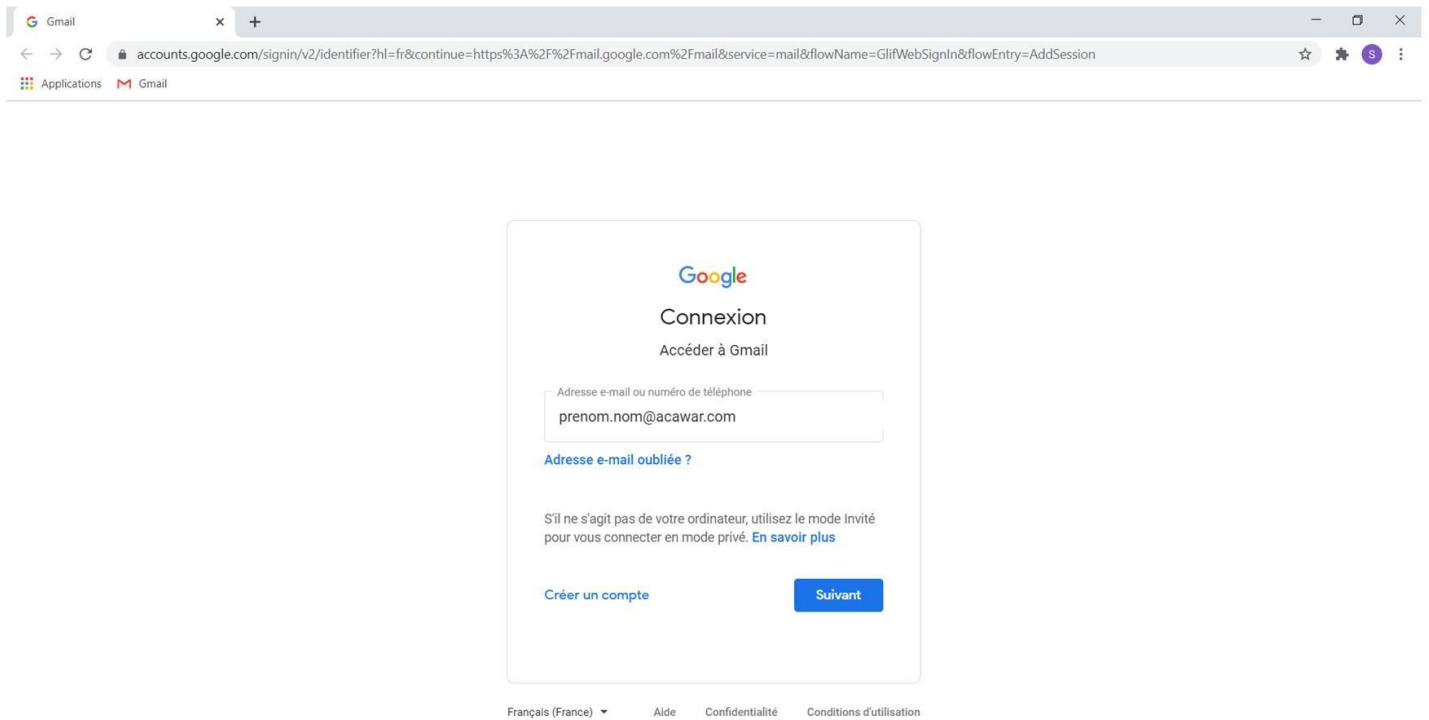 Gmail
accounts.google.com/signin/v2/identifier?hl=fr&continue=https%3A%2F%2Fmail.google.com%2Fmail&service=mail&flowName=GlifWebSignIn&flowEntry=AddSession
S
Applications Gmail
Google
Connexion
Accéder à Gmail
Adresse e-mail ou numéro de téléphone
prenom.nom@acawar.com
Adresse e-mail oubliée ?
S'il ne s'agit pas de votre ordinateur, utilisez le mode Invité
pour vous connecter en mode privé. En savoir plus
Créer un compte Suivant
Français (France) Aide Confidentialité Conditions d'utilisation